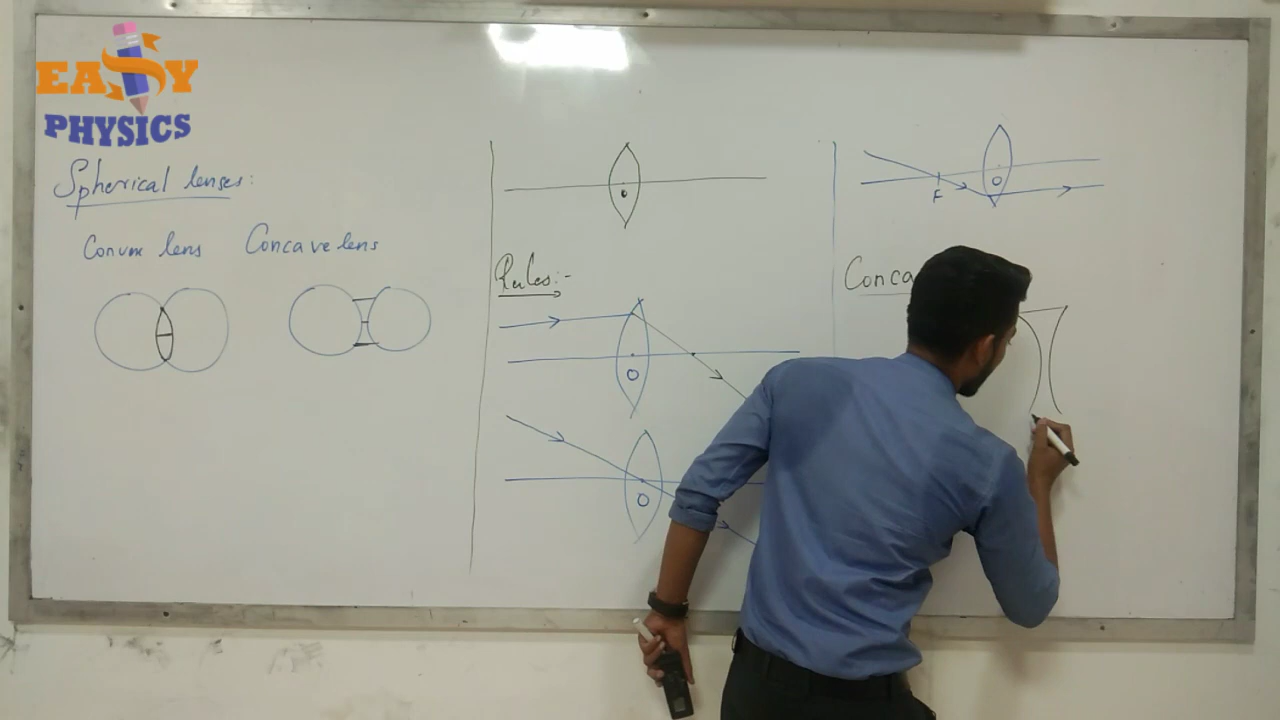 EASY
PHYSICS
Spherical lenses:
Convex lens Concave lens
O
Rules:-
O
O
F
Conca